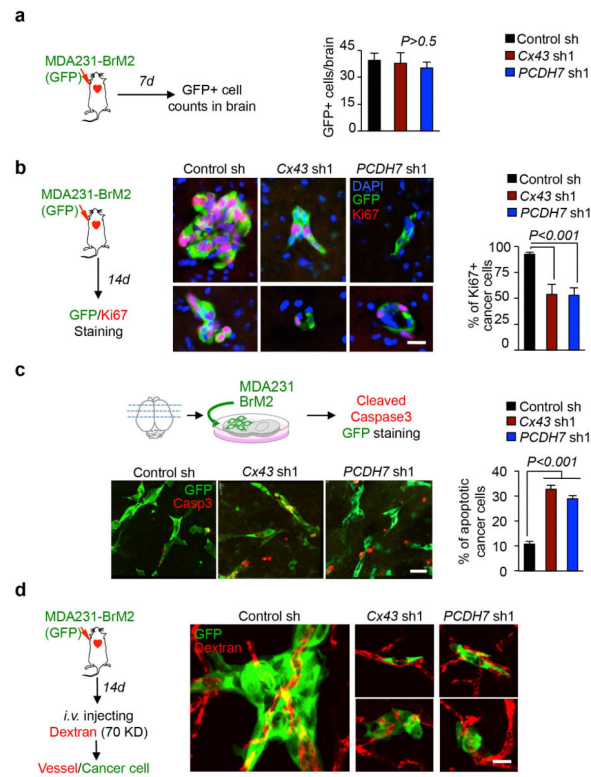 a
MDA231-BrM2
(GFP)
7d
GFP+ cell
counts in brain
GFP+ cells/brain
45
30
15
0
P>0.5
Control sh
Cx43 sh1
PCDH7 sh1
b
MDA231-BrM2
(GFP)
14d
GFP/Ki67
Staining
Control sh
Cx43 sh1
PCDH7 sh1
DAPI
GFP
Ki67
Control sh
Cx43 sh1
PCDH7 sh1
P<0.001
% of Ki67+
cancer cells
100
75
50
25
0
c
MDA231
BrM2
Cleaved
Caspase3
GFP staining
Control sh
Cx43 sh1
PCDH7 sh1
GFP
Casp3
Control sh
Cx43 sh1
PCDH7 sh1
P<0.001
% of apoptotic
cancer cells
40
30
20
10
0
d
MDA231-BrM2
(GFP)
14d
i.v. injecting
Dextran (70 KD)
Vessel/Cancer cell
Control sh
Cx43 sh1
PCDH7 sh1
GFP
Dextran